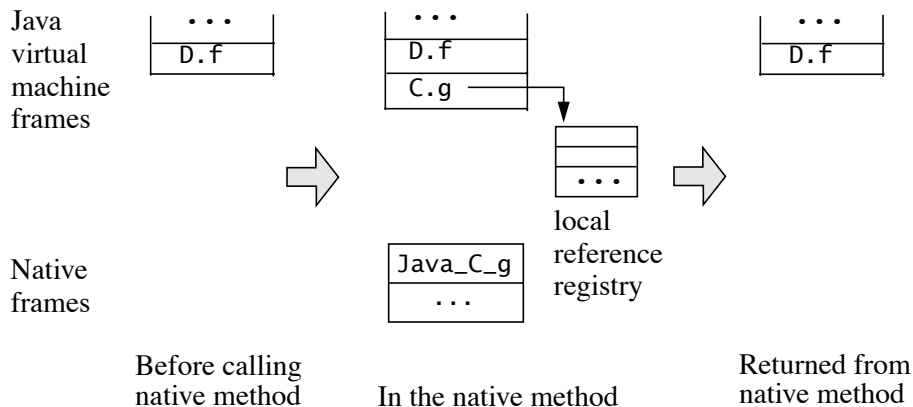 Java
virtual
machine
frames
...
D.f
...
D.f
C.g
...
D.f
...
local
reference
registry
Native
frames
Java_C_g
...
Before calling
native method
In the native method
Returned from
native method